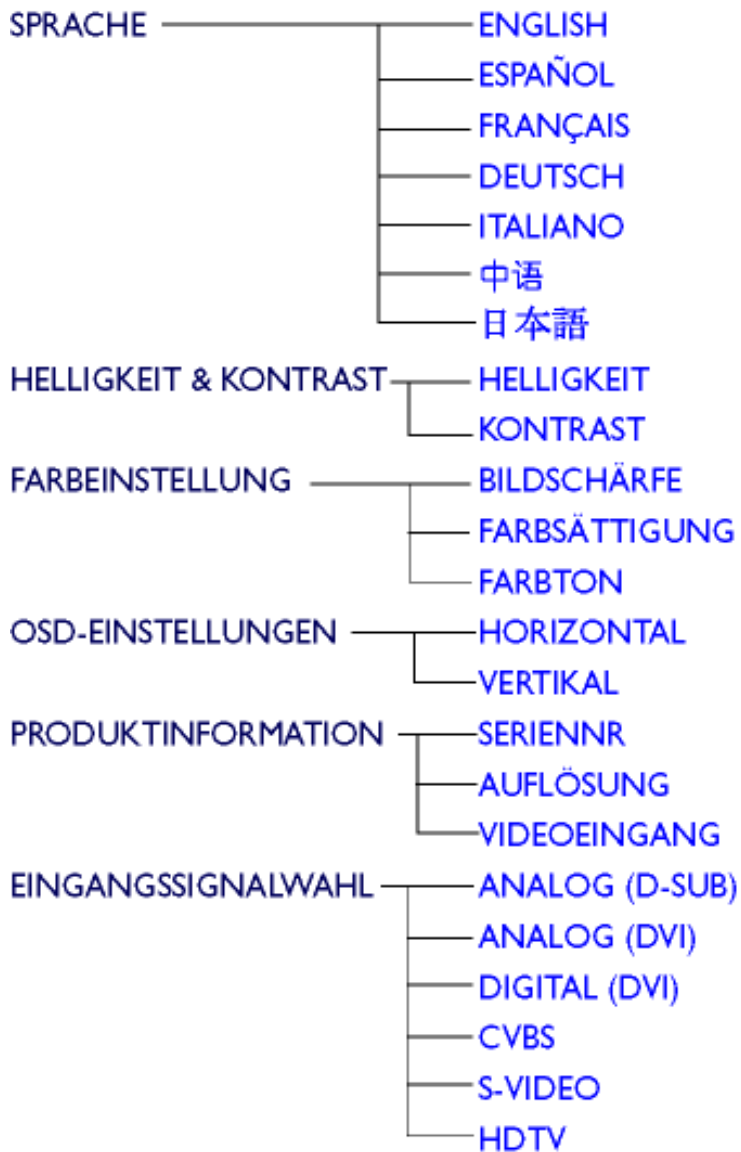 SPRACHE ENGLISH
ESPAÑOL
FRANÇAIS
DEUTSCH
ITALIANO
中语
日本語
HELLIGKEIT & KONTRAST HELLIGKEIT
KONTRAST
FARBEINSTELLUNG BILDSCHÄRFE
FARBSÄTTIGUNG
FARBTON
OSD-EINSTELLUNGEN HORIZONTAL
VERTIKAL
PRODUKTINFORMATION SERIENNR
AUFLÖSUNG
VIDEOEINGANG
EINGANGSSIGNALWAHL ANALOG (D-SUB)
ANALOG (DVI)
DIGITAL (DVI)
CVBS
S-VIDEO
HDTV